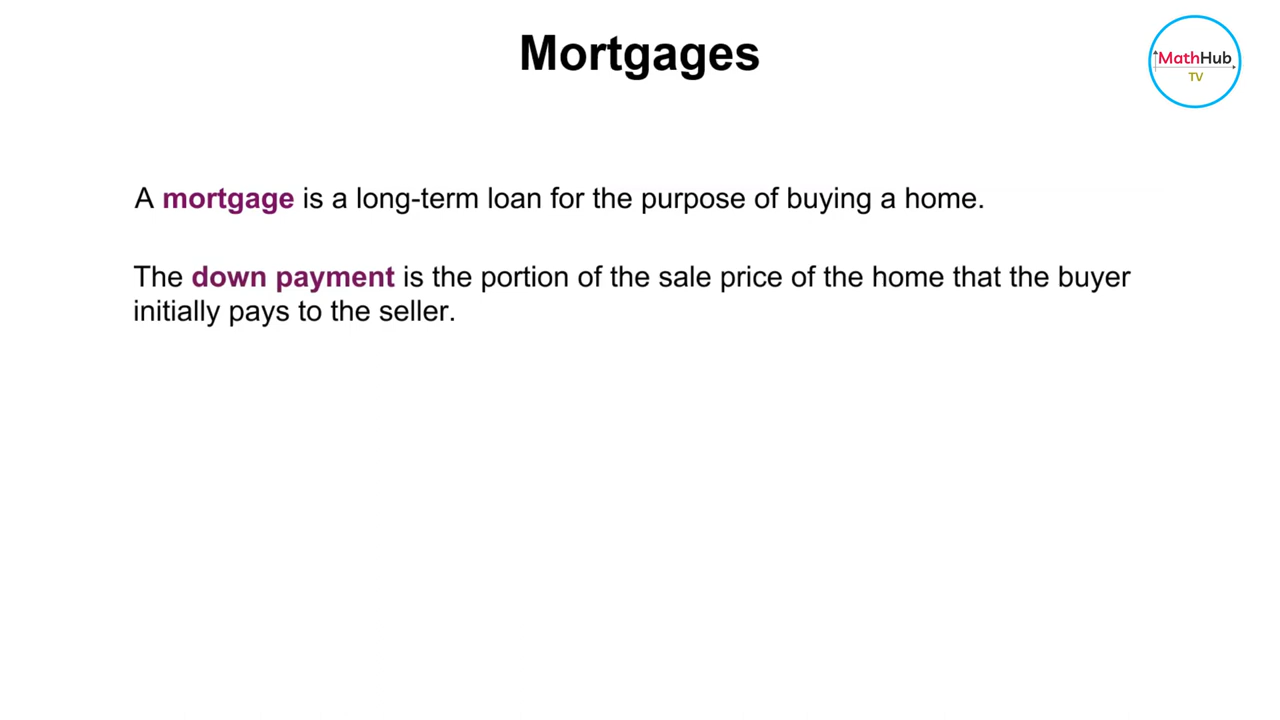 Mortgages
MathHub
TV
A mortgage is a long-term loan for the purpose of buying a home.
The down payment is the portion of the sale price of the home that the buyer
initially pays to the seller.